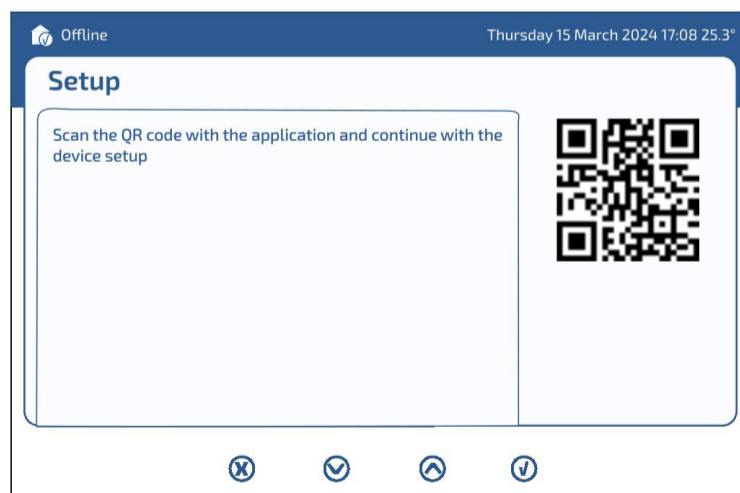 Offline
Thursday 15 March 2024 17:08 25.3°
Setup
Scan the QR code with the application and continue with the
device setup